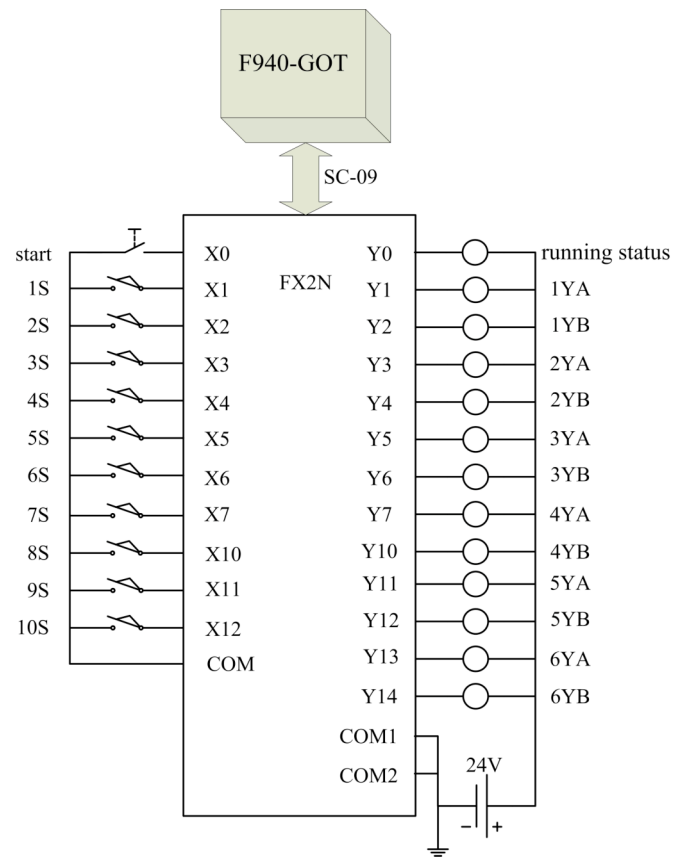 F940-GOT
SC-09
FX2N
start X0 Y0 running status
1S X1 Y1 1YA
2S X2 Y2 1YB
3S X3 Y3 2YA
4S X4 Y4 2YB
5S X5 Y5 3YA
6S X6 Y6 3YB
7S X7 Y7 4YA
8S X10 Y10 4YB
9S X11 Y11 5YA
10S X12 Y12 5YB
COM Y13 6YA
Y14 6YB
COM1
COM2
24V
− +